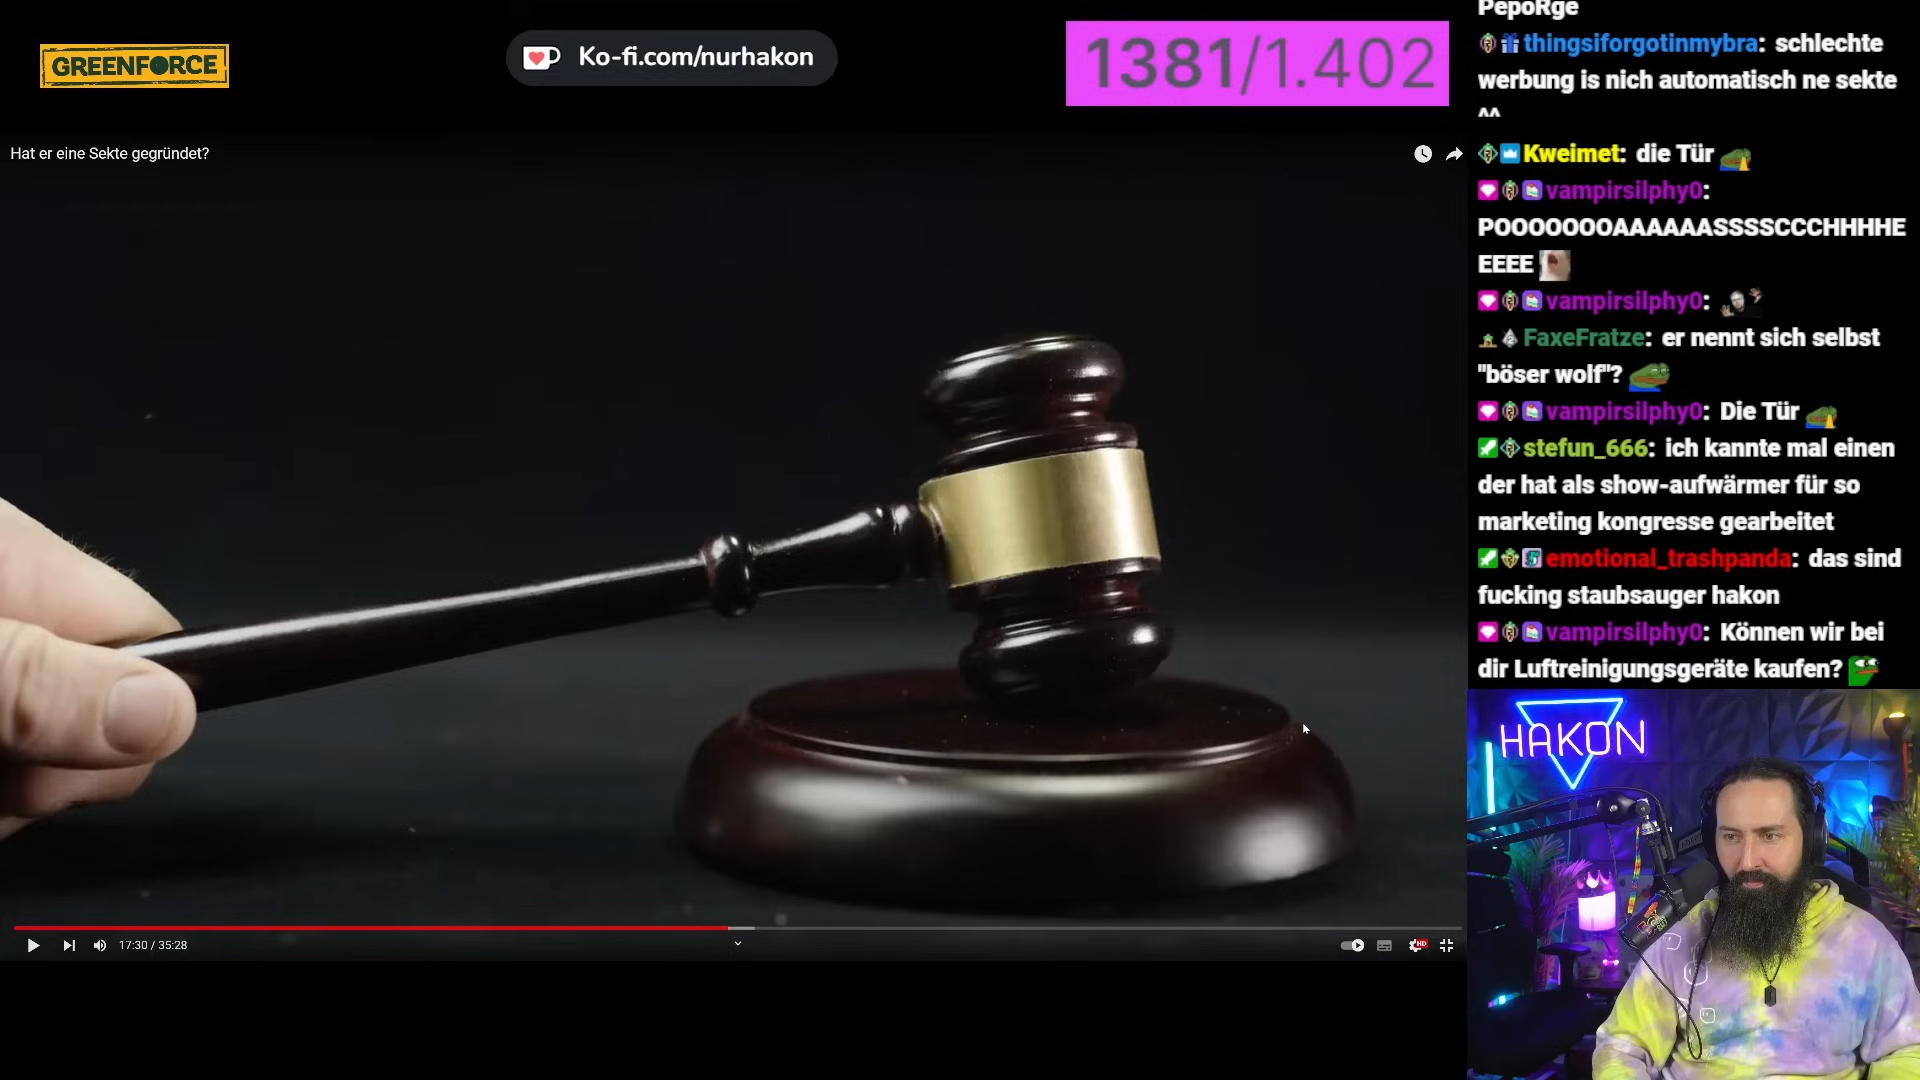 GREENFORCE
Ko-fi.com/nurhakon
1381/1.402
Hat er eine Sekte gegründet?
17:30 / 35:28
HD
PepoRge
thingsiforgotinmybra: schlechte
werbung is nich automatisch ne sekte
^^
Kweimet: die Tür
vampirsilphy0:
POOOOOOOAAAAAASSSSCCCHHHHE
EEEE
vampirsilphy0:
FaxeFratze: er nennt sich selbst
"böser wolf"?
vampirsilphy0: Die Tür
stefun_666: ich kannte mal einen
der hat als show-aufwärmer für so
marketing kongresse gearbeitet
emotional_trashpanda: das sind
fucking staubsauger hakon
vampirsilphy0: Können wir bei
dir Luftreinigungsgeräte kaufen?
HAKON